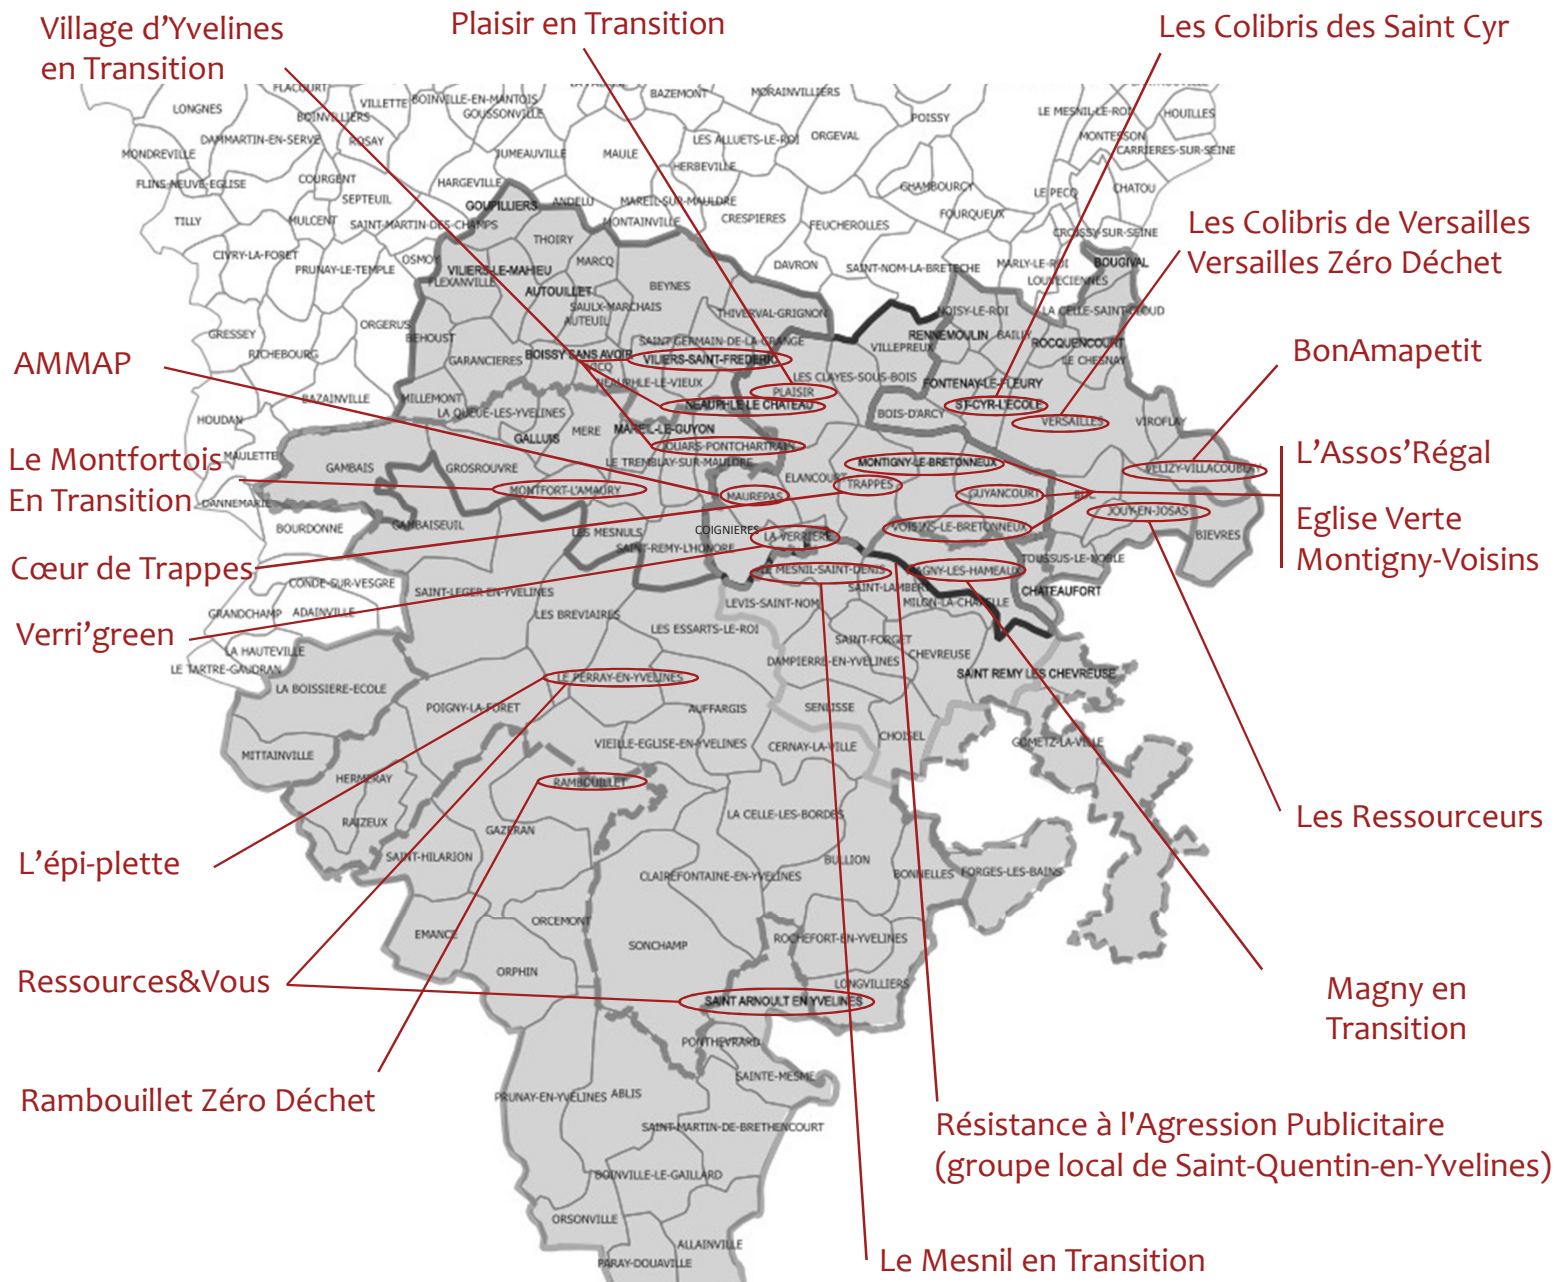 Village d'Yvelines
en Transition
Plaisir en Transition
Les Colibris des Saint Cyr
Les Colibris de Versailles
Versailles Zéro Déchet
AMMAP
BonAmapetit
Le Montfortois
En Transition
L'Assos'Régal
Eglise Verte
Montigny-Voisins
Cœur de Trappes
Verri'green
Les Ressourceurs
L'épi-plette
Ressources&Vous
Magny en
Transition
Rambouillet Zéro Déchet
Résistance à l'Agression Publicitaire
(groupe local de Saint-Quentin-en-Yvelines)
Le Mesnil en Transition
FLACOURT
LONGNES
VILLETTE
BOINVILLE-EN-MANTOIS
GOUSSONVILLE
BAZEMONT
MORAINVILLIERS
POISSY
LE MESNIL-LE-ROI
HOUILLES
BOINVILLIERS
DAMMARTIN-EN-SERVE
ROSAY
LES ALLUETS-LE-ROI
ORGEVAL
MONTESSON
CARRIERES-SUR-SEINE
MONDREVILLE
JUMEAUVILLE
MAULE
HERBEVILLE
FLINS-NEUVE-EGLISE
COURGENT
HARGEVILLE
CHAMBOURCY
LE PECQ
CHATOU
SEPTEUIL
GOUPILLIERS
ANDELU
MAREIL-SUR-MAULDRE
TILLY
MULCENT
SAINT-MARTIN-DES-CHAMPS
MONTAINVILLE
CRESPIERES
FEUCHEROLLES
FOURQUEUX
CROISSY-SUR-SEINE
THOIRY
CIVRY-LA-FORET
OSMOY
MARCQ
PRUNAY-LE-TEMPLE
VILIERS-LE-MAHIEU
FLEXANVILLE
DAVRON
SAINT-NOM-LA-BRETECHE
MARLY-LE-ROI
BOUGIVAL
LOUVECIENNES
AUTOUILLET
BEYNES
SAULX-MARCHAIS
AUTEUIL
THIVERVAL-GRIGNON
NOISY-LE-ROI
LA CELLE-SAINT-CLOUD
GRESSEY
ORGERUS
BEHOUST
RENNEMOULIN
BAILLY
ROCQUENCOURT
SAINT-GERMAIN-DE-LA-GRANGE
VILLEPREUX
RICHEBOURG
GARANCIERES
BOISSY SANS AVOIR
VILIERS-SAINT-FREDERIC
LE CHESNAY
NEAUPHLE-LE-VIEUX
LES CLAYES-SOUS-BOIS
FONTENAY-LE-FLEURY
PLAISIR
BAZAINVILLE
MILLEMONT
NEAUPHLE LE CHATEAU
ST-CYR-L'ECOLE
LA QUEUE-LES-YVELINES
BOIS-D'ARCY
HOUDAN
VERSAILLES
VIROFLAY
MERE
MAREIL-LE-GUYON
GALLUIS
JOUARS-PONTCHARTRAIN
MAULETTE
GAMBAIS
GROSROUVRE
LE TREMBLAY-SUR-MAULDRE
MONTIGNY-LE-BRETONNEUX
VELIZY-VILLACOUBLAY
ELANCOURT
TRAPPES
MONTFORT-L'AMAURY
MAUREPAS
GUYANCOURT
BUC
DANNEMARIE
JOUY-EN-JOSAS
BOURDONNE
GAMBAISEUIL
LES MESNULS
COIGNIERES
LA VERRIERE
VOISINS-LE-BRETONNEUX
BIEVRES
SAINT-REMY-L'HONORE
TOUSSUS-LE-NOBLE
LE MESNIL-SAINT-DENIS
MAGNY-LES-HAMEAUX
CONDE-SUR-VESGRE
SAINT-LEGER-EN-YVELINES
SAINT-LAMBERT
CHATEAUFORT
MILON-LA-CHAPELLE
LEVIS-SAINT-NOM
GRANDCHAMP
ADAINVILLE
LES BREVIAIRES
LES ESSARTS-LE-ROI
SAINT-FORGET
LA HAUTEVILLE
CHEVREUSE
LE TARTRE-GAUDRAN
DAMPIERRE-EN-YVELINES
SAINT REMY LES CHEVREUSE
LE PERRAY-EN-YVELINES
LA BOISSIERE-ECOLE
POIGNY-LA-FORET
AUFFARGIS
SENLISSE
CHOISEL
VIEILLE-EGLISE-EN-YVELINES
CERNAY-LA-VILLE
GOMETZ-LA-VILLE
MITTAINVILLE
HERMERAY
RAMBOUILLET
LA CELLE-LES-BORDES
RAIZEUX
GAZERAN
SAINT-HILARION
BULLION
CLAIREFONTAINE-EN-YVELINES
BONNELLES
FORGES-LES-BAINS
ORCEMONT
EMANCE
SONCHAMP
ROCHEFORT-EN-YVELINES
ORPHIN
LONGVILLIERS
SAINT ARNOULT EN YVELINES
PONTHEVRARD
SAINTE-MESME
PRUNAY-EN-YVELINES
ABLIS
SAINT-MARTIN-DE-BRETHENCOURT
BOINVILLE-LE-GAILLARD
ORSONVILLE
ALLAINVILLE
PARAY-DOUAVILLE